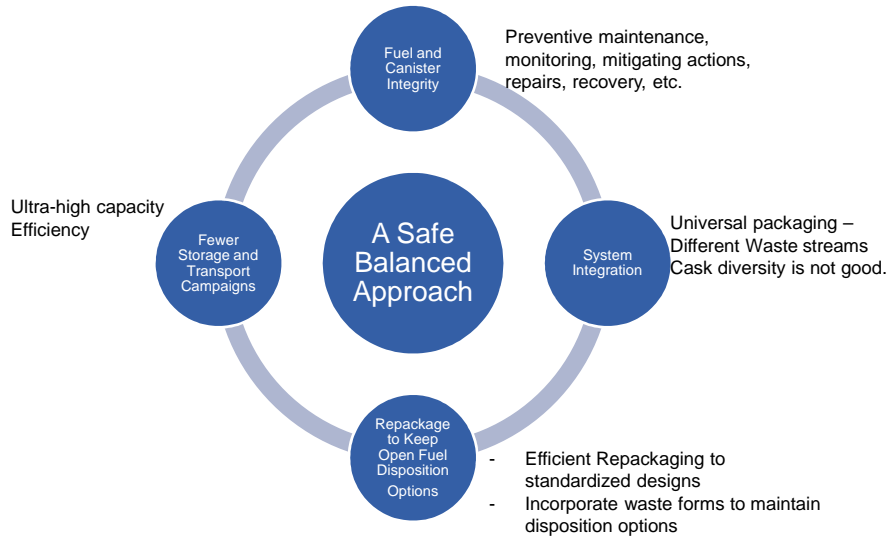 Fuel and
Canister
Integrity
Preventive maintenance,
monitoring, mitigating actions,
repairs, recovery, etc.
Ultra-high capacity
Efficiency
Fewer
Storage and
Transport
Campaigns
A Safe
Balanced
Approach
System
Integration
Universal packaging –
Different Waste streams
Cask diversity is not good.
Repackage
to Keep
Open Fuel
Disposition
Options
- Efficient Repackaging to
standardized designs
- Incorporate waste forms to maintain
disposition options